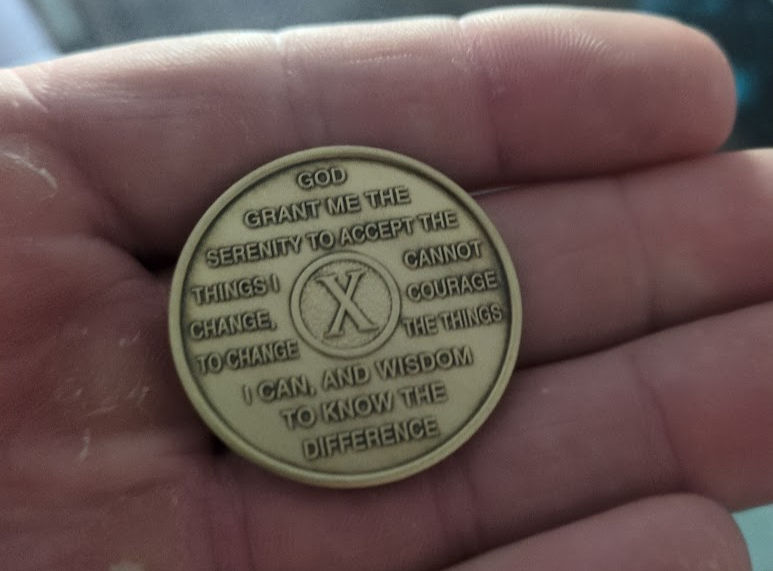 GOD
GRANT ME THE
SERENITY TO ACCEPT THE
THINGS I CANNOT
CHANGE, X COURAGE
TO CHANGE THE THINGS
I CAN, AND WISDOM
TO KNOW THE
DIFFERENCE